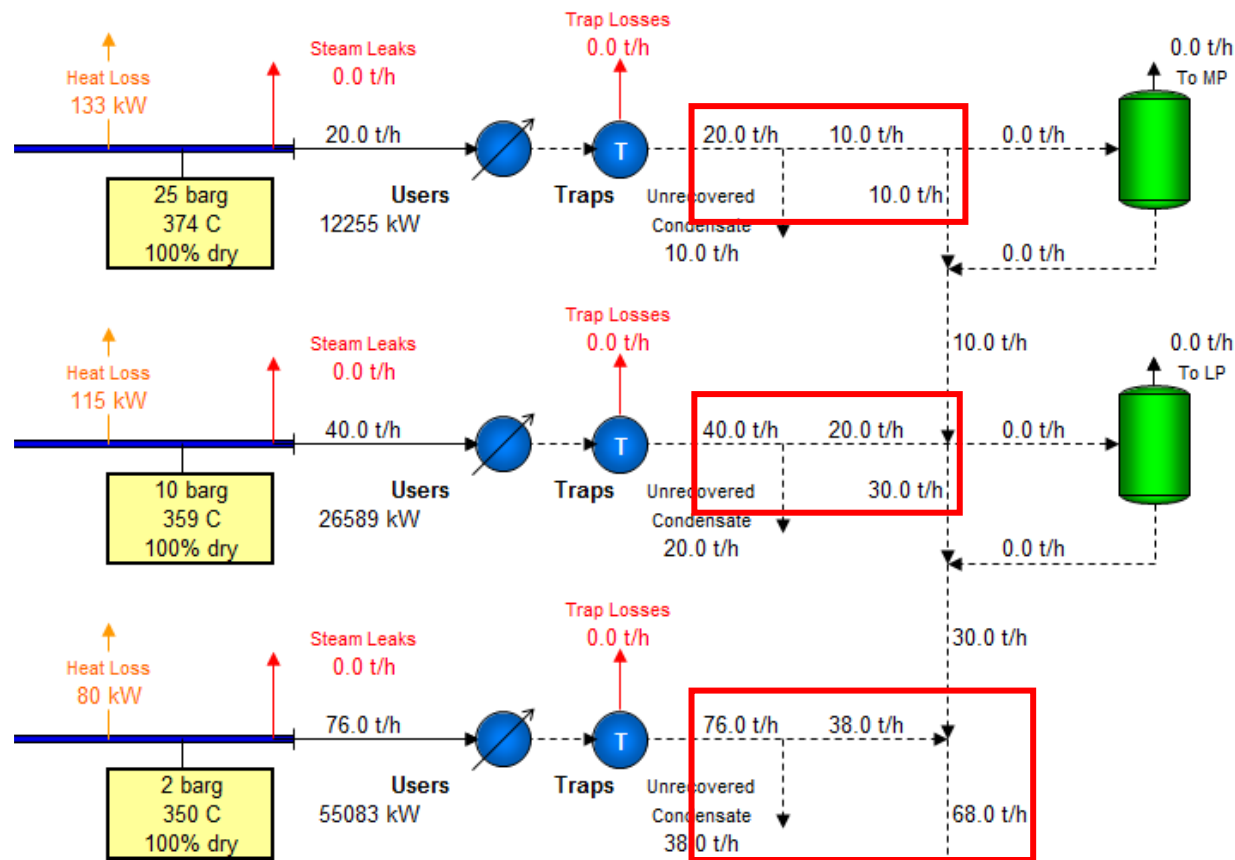 Trap Losses
0.0 t/h
0.0 t/h
To MP
Steam Leaks
0.0 t/h
Heat Loss
133 kW
20.0 t/h
T
20.0 t/h
10.0 t/h
0.0 t/h
25 barg
374 C
100% dry
Users
12255 kW
Traps
Unrecovered
Condensate
10.0 t/h
10.0 t/h
0.0 t/h
Trap Losses
0.0 t/h
10.0 t/h
0.0 t/h
To LP
Steam Leaks
0.0 t/h
Heat Loss
115 kW
40.0 t/h
T
40.0 t/h
20.0 t/h
0.0 t/h
10 barg
359 C
100% dry
Users
26589 kW
Traps
Unrecovered
Condensate
20.0 t/h
30.0 t/h
0.0 t/h
Trap Losses
0.0 t/h
30.0 t/h
Steam Leaks
0.0 t/h
Heat Loss
80 kW
76.0 t/h
T
76.0 t/h
38.0 t/h
2 barg
350 C
100% dry
Users
55083 kW
Traps
Unrecovered
Condensate
38.0 t/h
68.0 t/h